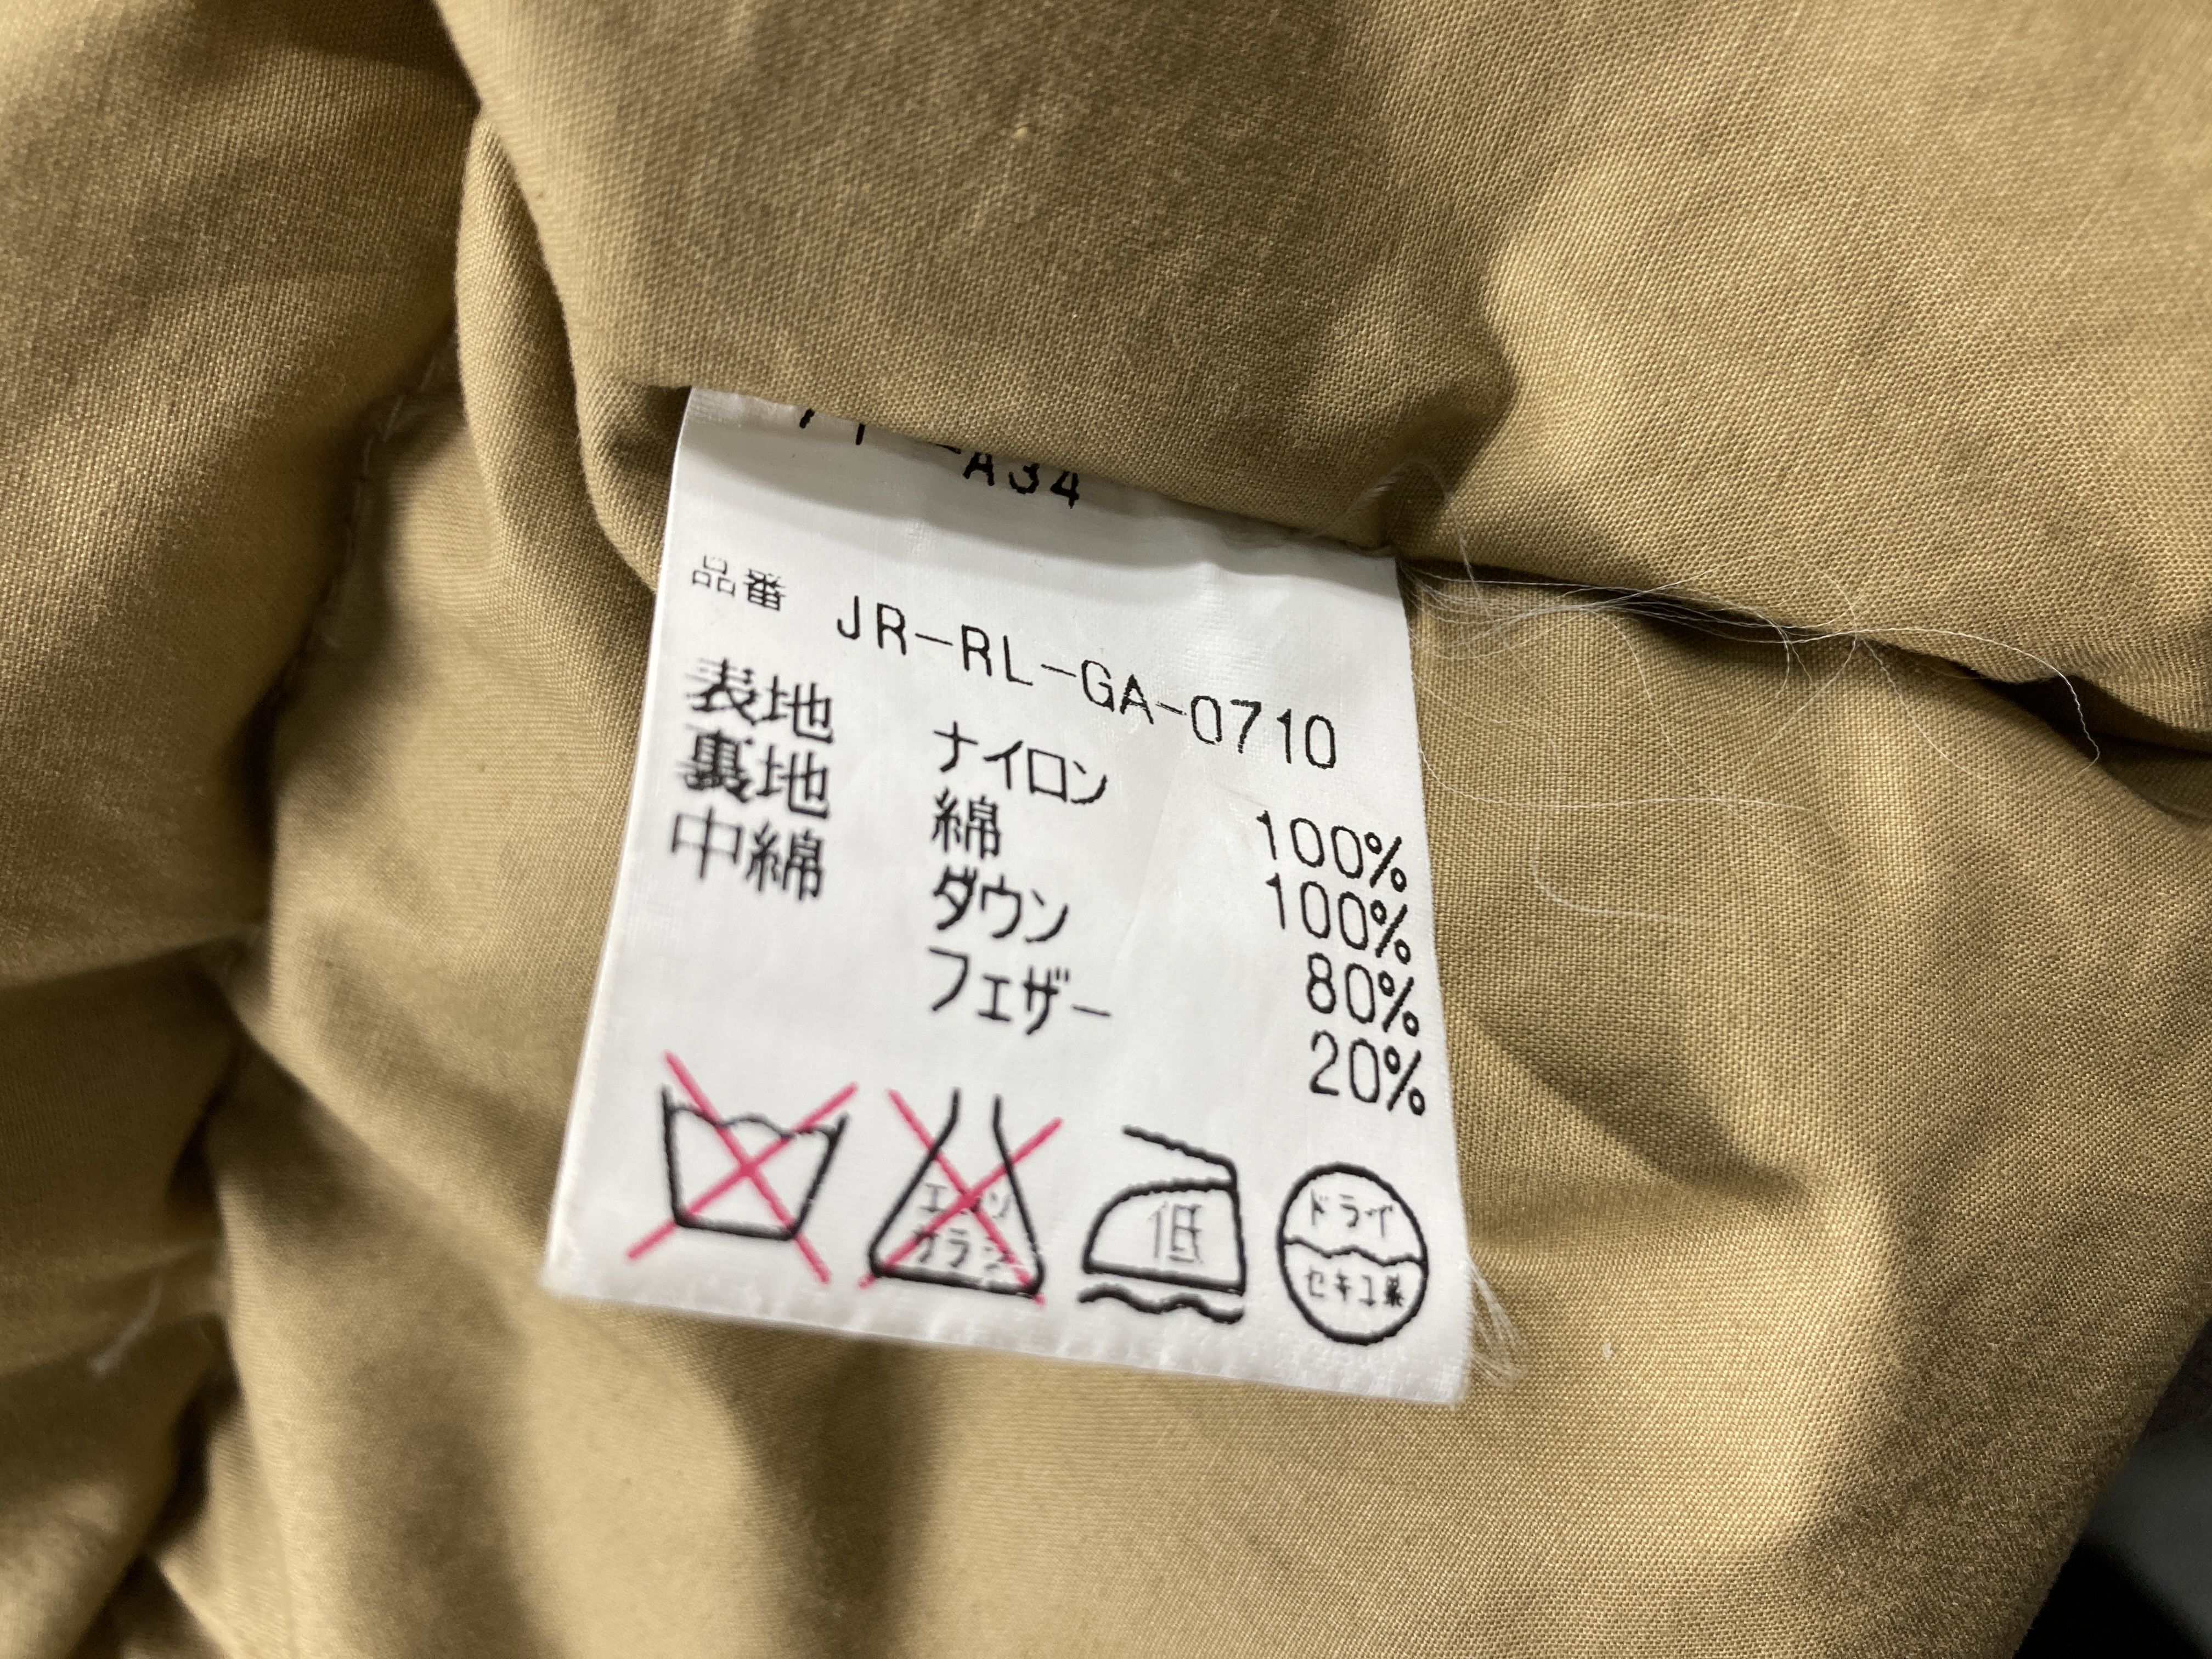 A34
品番 JR-RL-GA-0710
表地 ナイロン 100%
裏地 綿 100%
中綿 ダウン 80%
フェザー 20%
エンソ
サラシ
低
ドライ
セキユ系